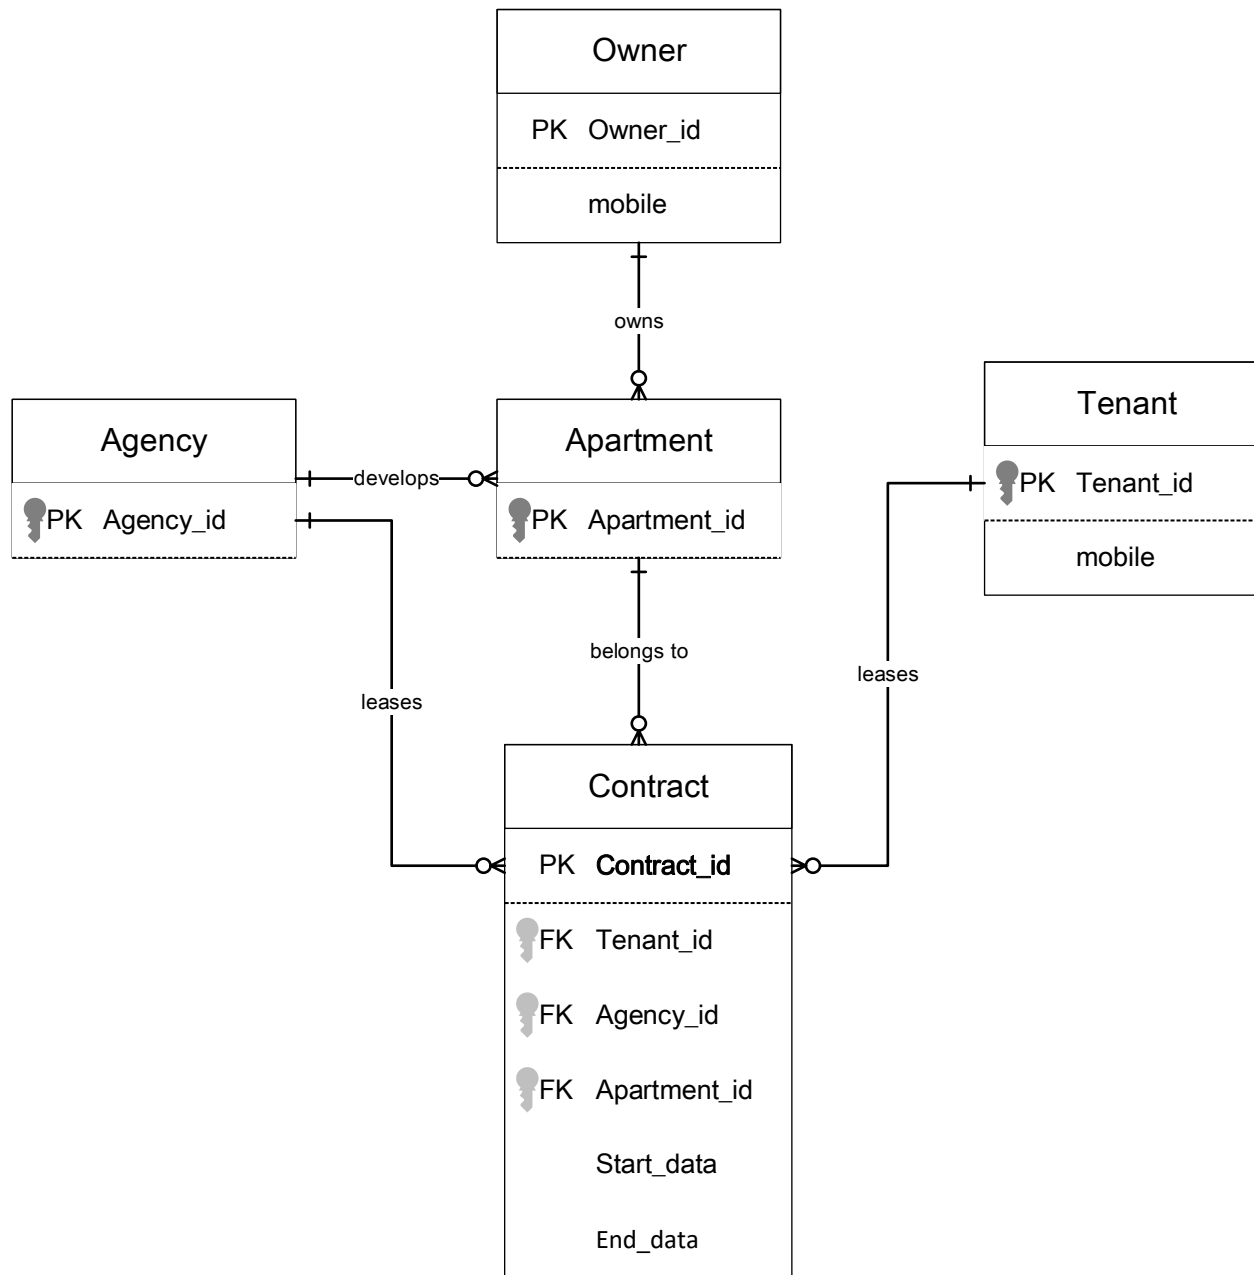 Owner
PK Owner_id
mobile
owns
Agency
PK Agency_id
develops
Apartment
PK Apartment_id
Tenant
PK Tenant_id
mobile
belongs to
leases
leases
Contract
PK Contract_id
FK Tenant_id
FK Agency_id
FK Apartment_id
Start_data
End_data